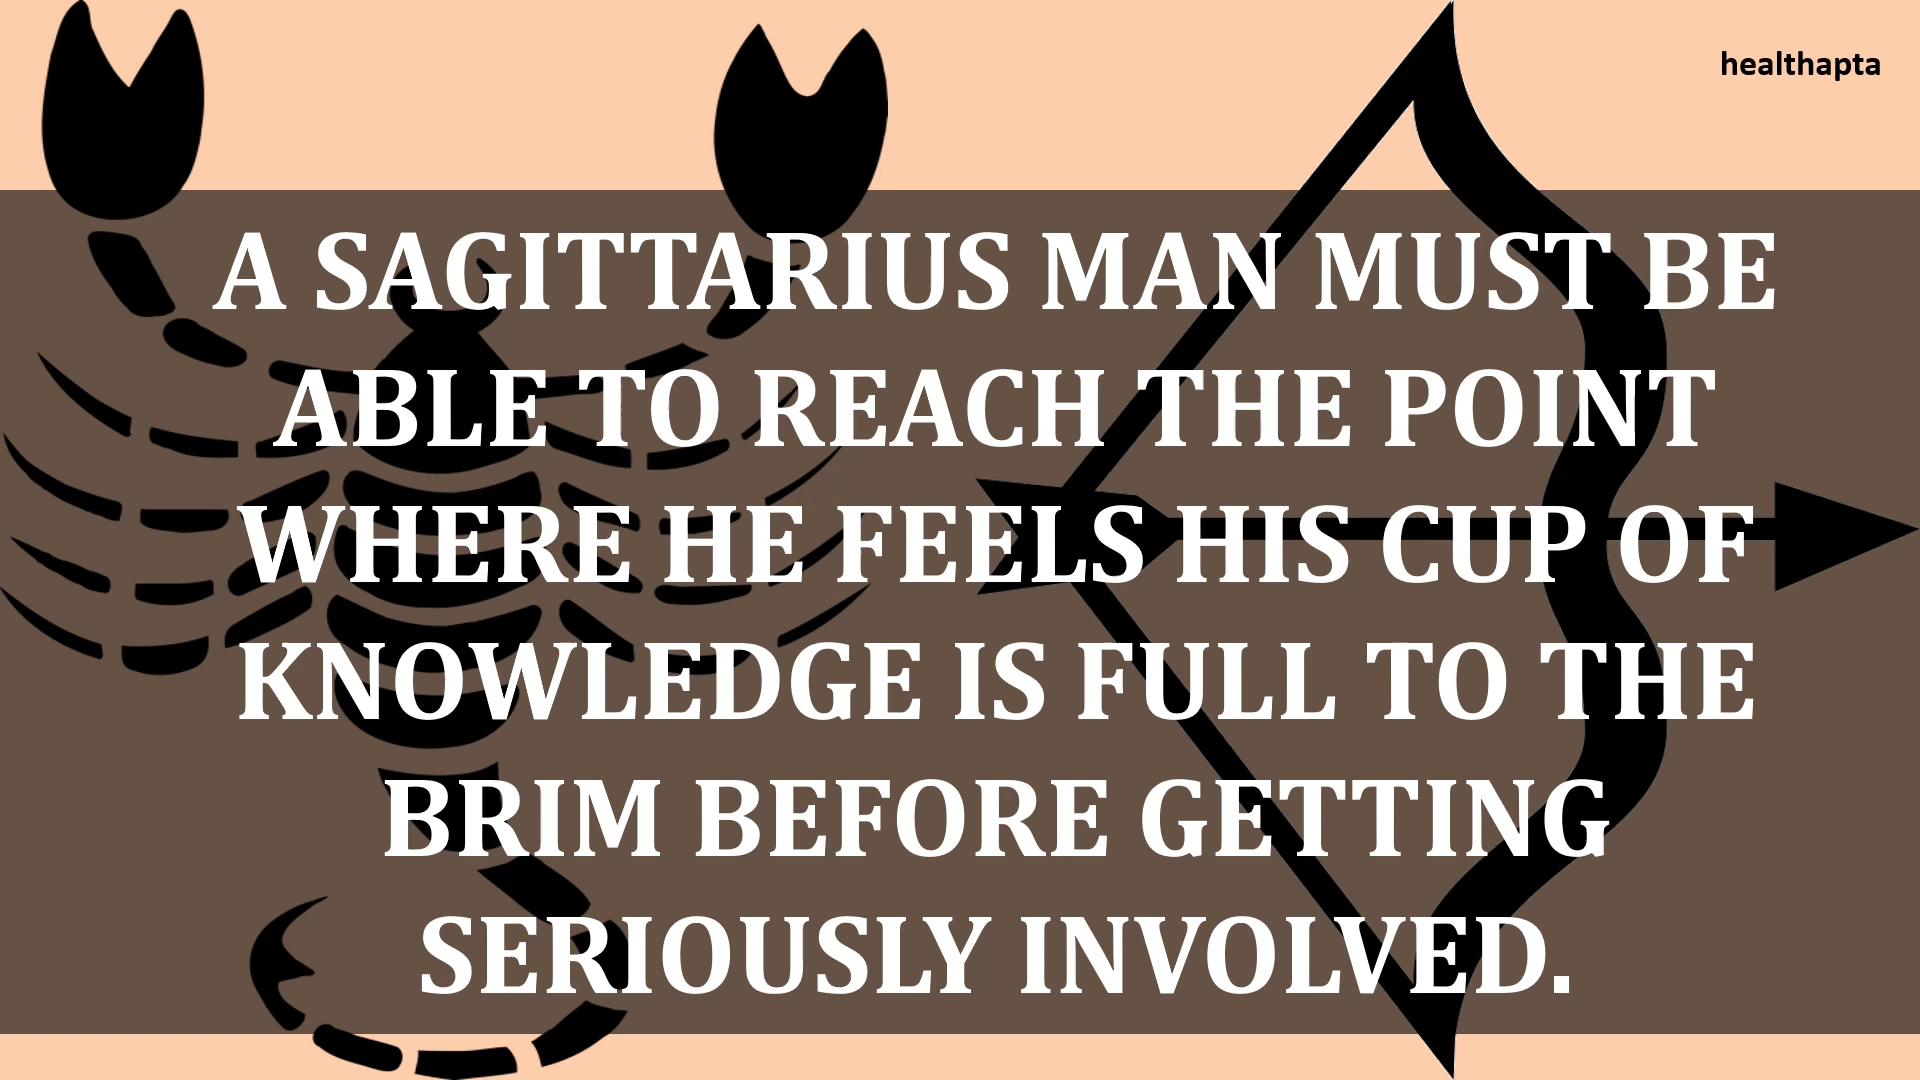 healthapta
A SAGITTARIUS MAN MUST BE
ABLE TO REACH THE POINT
WHERE HE FEELS HIS CUP OF
KNOWLEDGE IS FULL TO THE
BRIM BEFORE GETTING
SERIOUSLY INVOLVED.